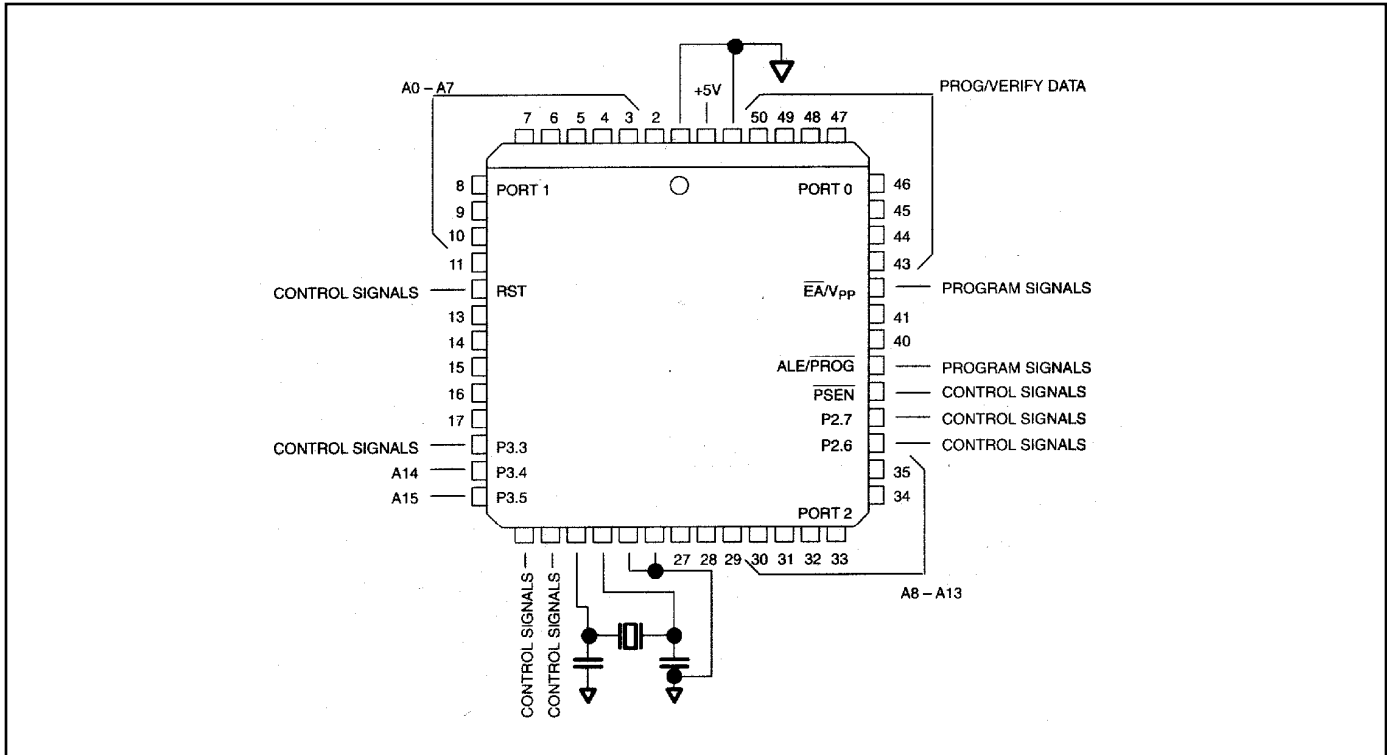 A0 – A7
+5V
PROG/VERIFY DATA
7 6 5 4 3 2 50 49 48 47
8 PORT 1 PORT 0 46
9 45
10 44
11 43
CONTROL SIGNALS RST E̅A̅/VPP PROGRAM SIGNALS
13 41
14 40
15 ALE/P̅R̅O̅G̅ PROGRAM SIGNALS
16 P̅S̅E̅N̅ CONTROL SIGNALS
17 P2.7 CONTROL SIGNALS
CONTROL SIGNALS P3.3 P2.6 CONTROL SIGNALS
A14 P3.4 35
A15 P3.5 34
PORT 2
27 28 29 30 31 32 33
A8 – A13
CONTROL SIGNALS
CONTROL SIGNALS